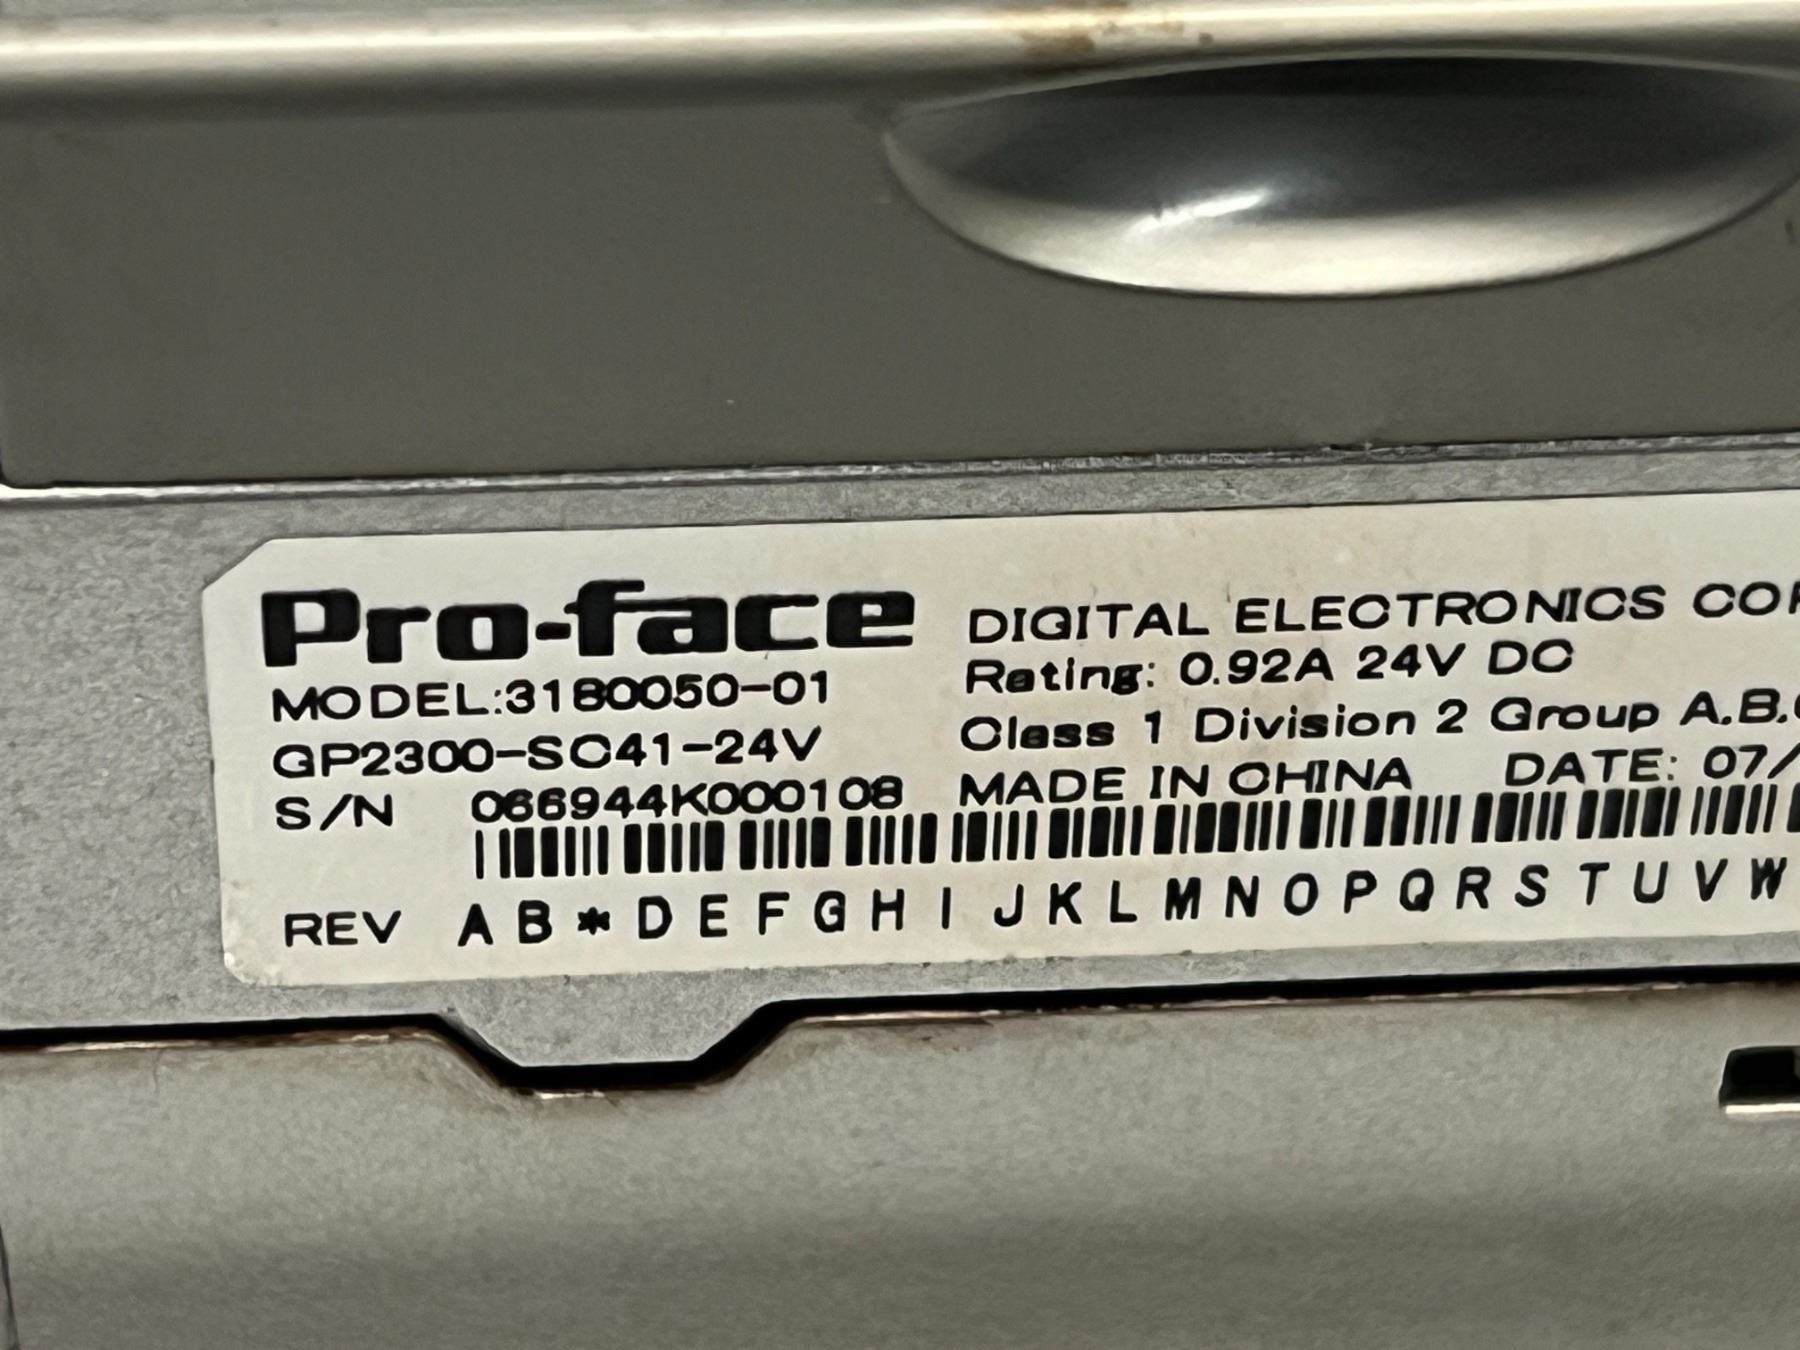 Pro-face
MODEL:3180050-01
GP2300-SC41-24V
S/N 066944K000108
DIGITAL ELECTRONICS
Rating: 0.92A 24V DC
Class 1 Division 2 Group A.B.
MADE IN CHINA DATE: 07/
REV A B * D E F G H I J K L M N O P Q R S T U V W